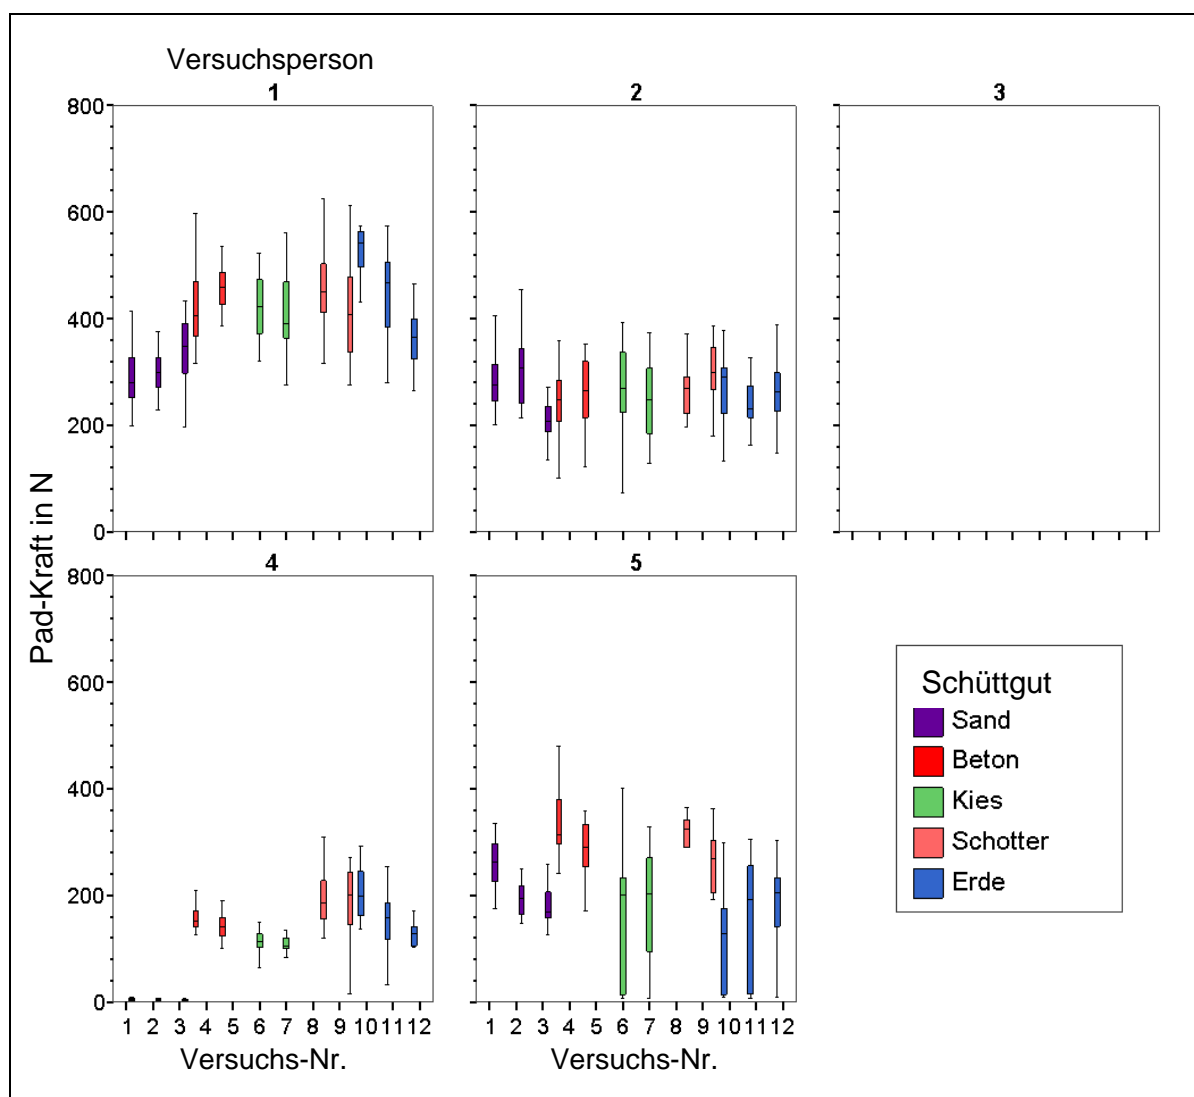 Versuchsperson
1 2 3
800
600
400
200
0
Pad-Kraft in N
4 5
800
600
400
200
0
1 2 3 4 5 6 7 8 9 10 11 12
1 2 3 4 5 6 7 8 9 10 11 12
Versuchs-Nr. Versuchs-Nr.
Schüttgut
Sand
Beton
Kies
Schotter
Erde